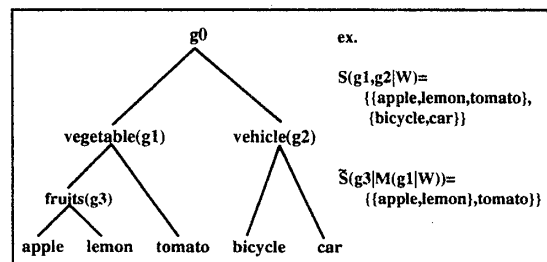 g0
ex.
S(g1,g2|W)=
{{apple,lemon,tomato},
{bicycle,car}}
vegetable(g1)
vehicle(g2)
S̃(g3|M(g1|W))=
{{apple,lemon},tomato}}
fruits(g3)
apple
lemon
tomato
bicycle
car